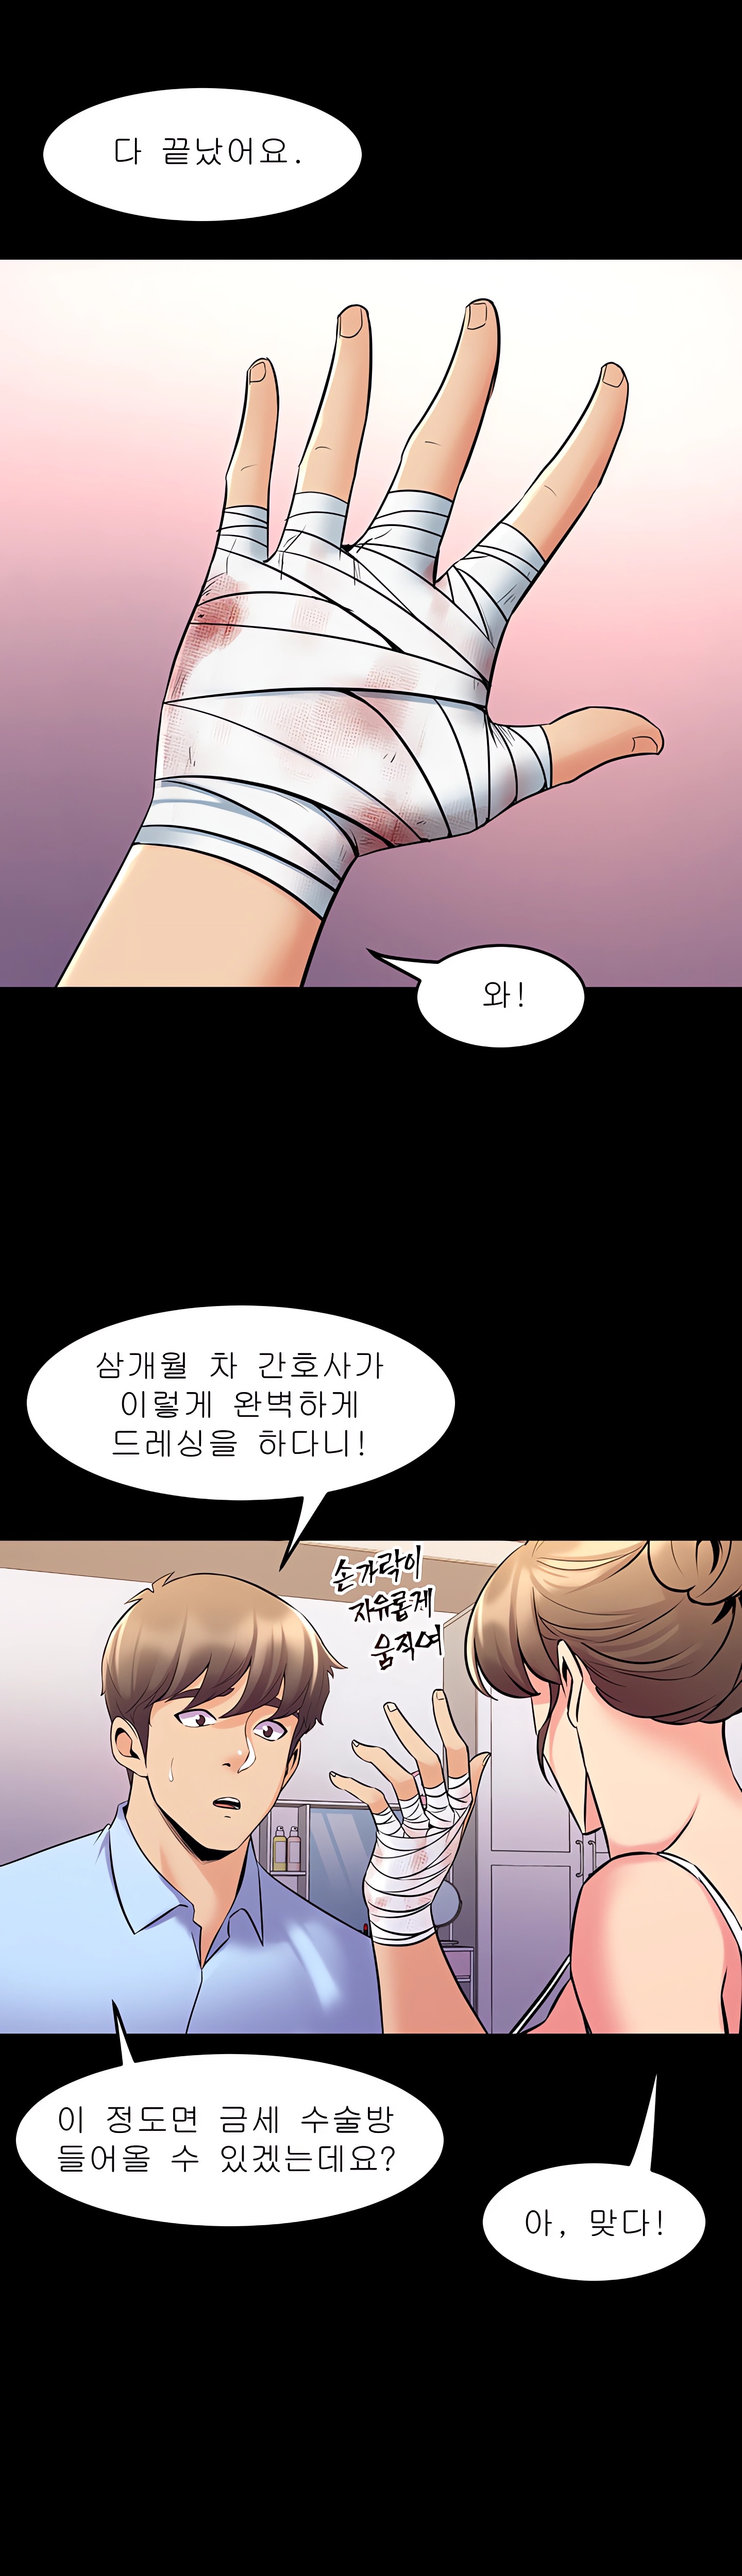 다 끝났어요.
와!
삼개월 차 간호사가
이렇게 완벽하게
드레싱을 하다니!
손가락이
자유롭게
움직여
이 정도면 금세 수술방
들어올 수 있겠는데요?
아, 맞다!